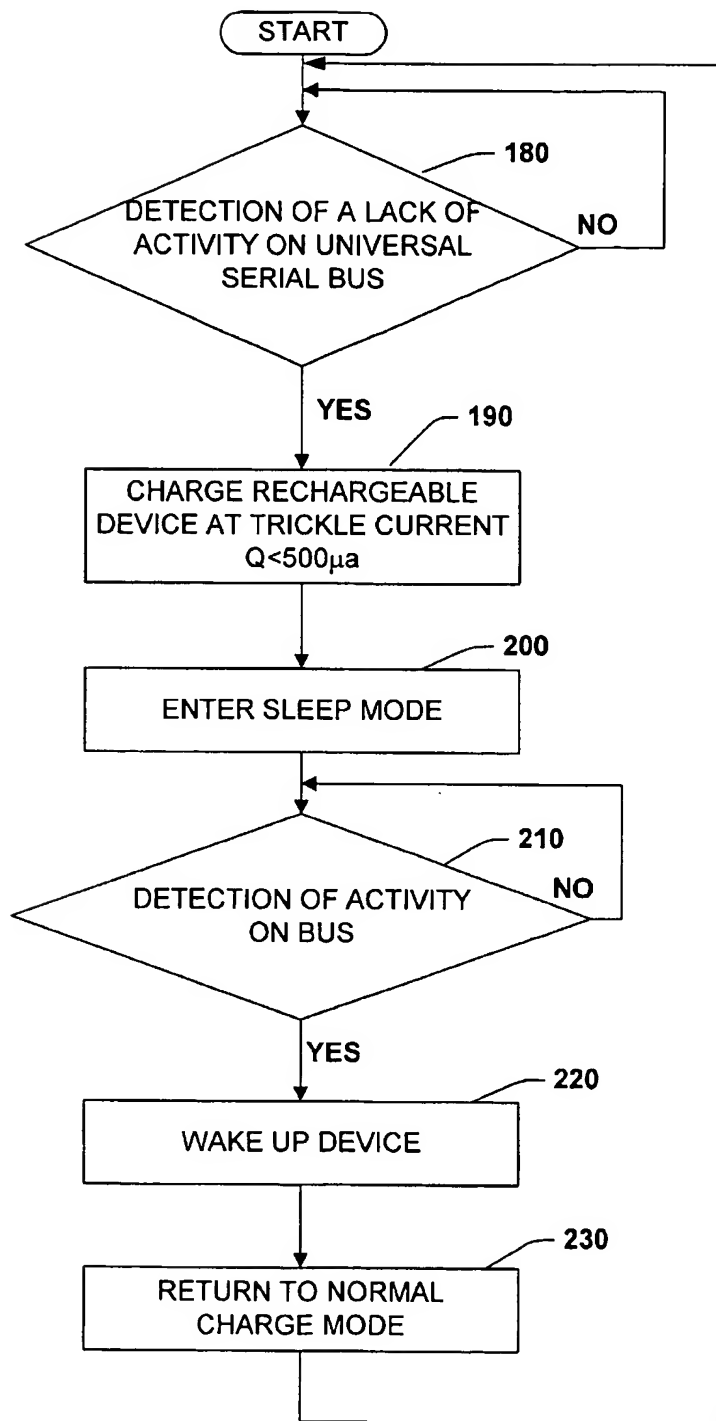 START
180
DETECTION OF A LACK OF
ACTIVITY ON UNIVERSAL
SERIAL BUS
NO
YES
190
CHARGE RECHARGEABLE
DEVICE AT TRICKLE CURRENT
Q<500μa
200
ENTER SLEEP MODE
210
DETECTION OF ACTIVITY
ON BUS
NO
YES
220
WAKE UP DEVICE
230
RETURN TO NORMAL
CHARGE MODE